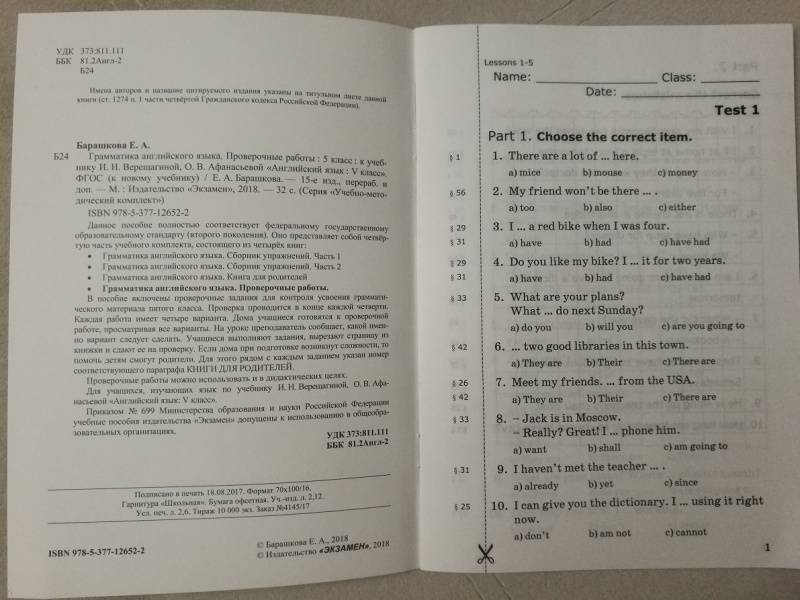 УДК 373:811.111
ББК 81.2Англ-2
Б24
Имена авторов и название цитируемого издания указаны на титульном листе данной
книги (ст. 1274 п. 1 части четвёртой Гражданского кодекса Российской Федерации).
Барашкова Е. А.
Б24 Грамматика английского языка. Проверочные работы : 5 класс : к учеб-
нику И. Н. Верещагиной, О. В. Афанасьевой «Английский язык : V класс».
ФГОС (к новому учебнику) / Е. А. Барашкова. — 15-е изд., перераб. и
доп. — М. : Издательство «Экзамен», 2018. — 32 с. (Серия «Учебно-мето-
дический комплект»)
ISBN 978-5-377-12652-2
Данное пособие полностью соответствует федеральному государственному
образовательному стандарту (второго поколения). Оно представляет собой четвёр-
тую часть учебного комплекта, состоящего из четырёх книг:
• Грамматика английского языка. Сборник упражнений. Часть 1
• Грамматика английского языка. Сборник упражнений. Часть 2
• Грамматика английского языка. Книга для родителей
• Грамматика английского языка. Проверочные работы.
В пособие включены проверочные задания для контроля усвоения граммати-
ческого материала пятого класса. Проверка проводится в конце каждой четверти.
Каждая работа имеет четыре варианта. Дома учащиеся готовятся к проверочной
работе, просматривая все варианты. На уроке преподаватель сообщает, какой имен-
но вариант следует сделать. Учащиеся выполняют задания, вырезают страницу из
книжки и сдают ее на проверку. Если дома при подготовке возникнут сложности, то
помочь детям смогут родители. Для этого рядом с каждым заданием указан номер
соответствующего параграфа КНИГИ ДЛЯ РОДИТЕЛЕЙ.
Проверочные работы можно использовать и в дидактических целях.
Для учащихся, изучающих язык по учебнику И. Н. Верещагиной, О. В. Афа-
насьевой «Английский язык: V класс».
Приказом № 699 Министерства образования и науки Российской Федерации
учебные пособия издательства «Экзамен» допущены к использованию в общеобра-
зовательных организациях.
УДК 373:811.111
ББК 81.2Англ-2
Подписано в печать 18.08.2017. Формат 70x100/16.
Гарнитура «Школьная». Бумага офсетная. Уч.-изд. л. 2,12.
Усл. печ. л. 2,6. Тираж 10 000 экз. Заказ №4145/17
ISBN 978-5-377-12652-2
© Барашкова Е. А., 2018
© Издательство «ЭКЗАМЕН», 2018
Lessons 1-5
Name: Class:
Date:
Test 1
Part 1. Choose the correct item.
§ 1 1. There are a lot of ... here.
a) mice b) mouse c) money
§ 56 2. My friend won't be there ... .
a) too b) also c) either
§ 29 3. I ... a red bike when I was four.
§ 31 a) have b) had c) have had
§ 29 4. Do you like my bike? I ... it for two years.
§ 31 a) have b) had c) have had
§ 33 5. What are your plans?
What ... do next Sunday?
a) do you b) will you c) are you going to
§ 42 6. ... two good libraries in this town.
a) They are b) Their c) There are
§ 26 7. Meet my friends. ... from the USA.
§ 42 a) They are b) Their c) There are
§ 33 8. – Jack is in Moscow.
– Really? Great! I ... phone him.
a) want b) shall c) am going to
§ 31 9. I haven't met the teacher ... .
a) already b) yet c) since
§ 25 10. I can give you the dictionary. I ... using it right
now.
a) don't b) am not c) cannot
1